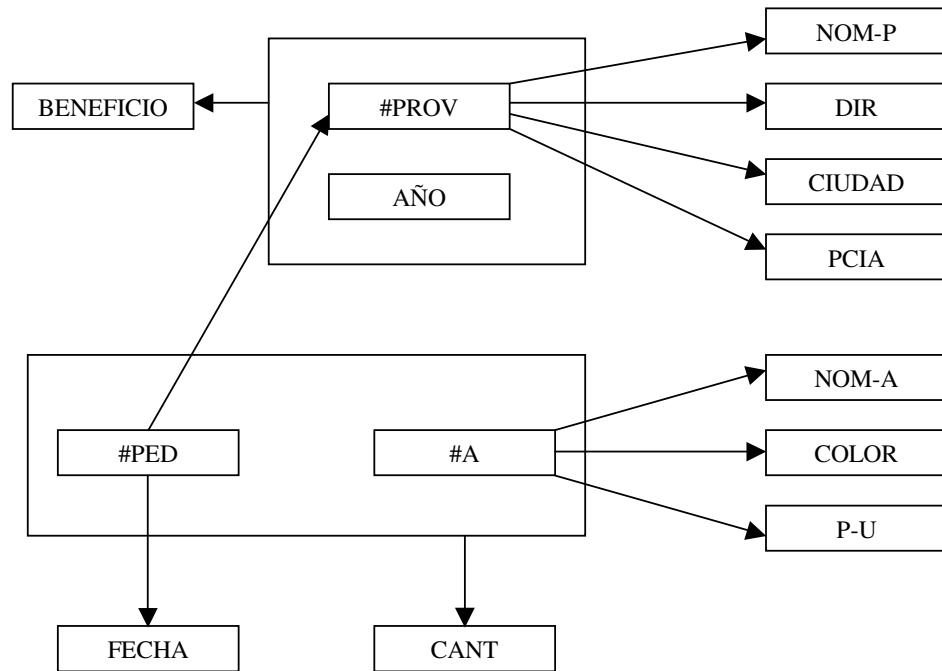 NOM-P
BENEFICIO
#PROV
DIR
CIUDAD
AÑO
PCIA
NOM-A
#PED
#A
COLOR
P-U
FECHA
CANT